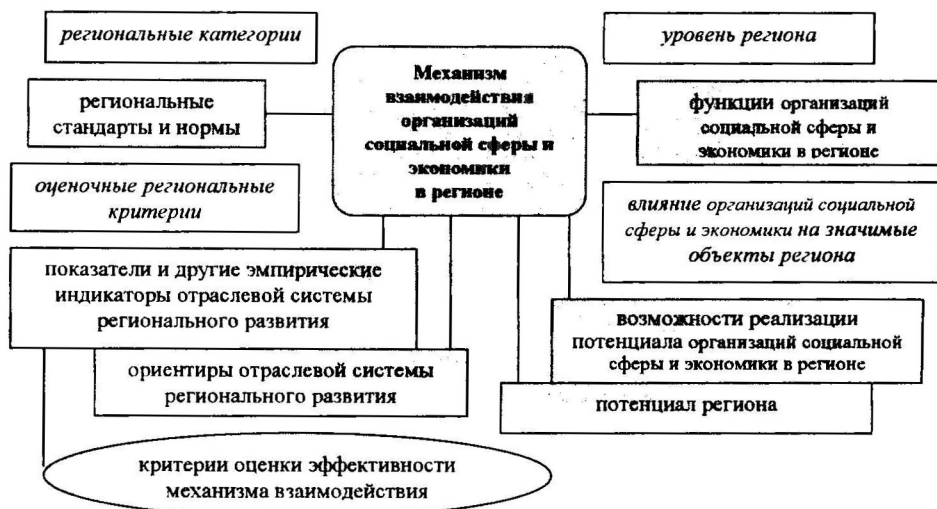 региональные категории
уровень региона
Механизм
взаимодействия
организаций
социальной сферы и
экономики
в регионе
региональные
стандарты и нормы
функции организаций
социальной сферы и
экономики в регионе
оценочные региональные
критерии
влияние организаций социальной
сферы и экономики на значимые
объекты региона
показатели и другие эмпирические
индикаторы отраслевой системы
регионального развития
возможности реализации
потенциала организаций социальной
сферы и экономики в регионе
ориентиры отраслевой системы
регионального развития
потенциал региона
критерии оценки эффективности
механизма взаимодействия